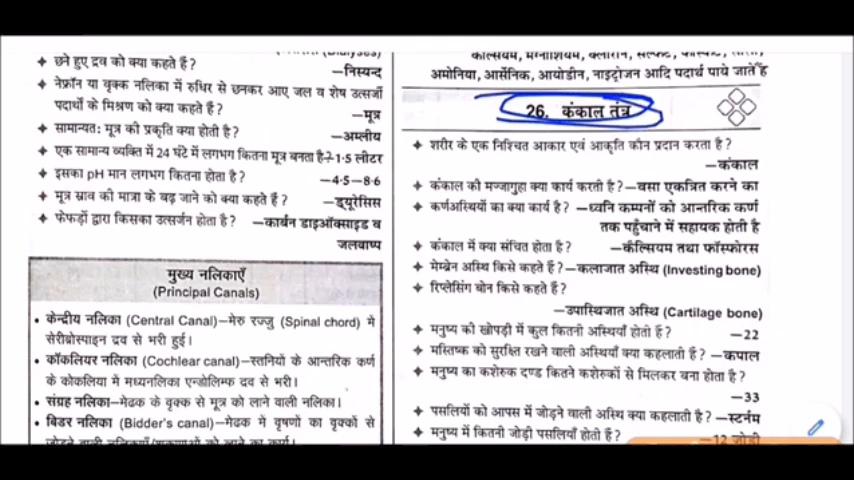 (Dialyses)
✦ छने हुए द्रव को क्या कहते हैं?
—निस्यन्द
✦ नेफ्रॉन या वृक्क नलिका में रुधिर से छनकर आए जल व शेष उत्सर्जी
पदार्थों के मिश्रण को क्या कहते हैं?
—मूत्र
✦ सामान्यतः मूत्र की प्रकृति क्या होती है?
—अम्लीय
✦ एक सामान्य व्यक्ति में 24 घंटे में लगभग कितना मूत्र बनता है?–1·5 लीटर
✦ इसका pH मान लगभग कितना होता है?
—4·5—8·6
✦ मूत्र स्राव की मात्रा के बढ़ जाने को क्या कहते हैं?
—ड्यूरेसिस
✦ फेफड़ों द्वारा किसका उत्सर्जन होता है? —कार्बन डाइऑक्साइड व
जलवाष्प
मुख्य नलिकाएँ
(Principal Canals)
• केन्द्रीय नलिका (Central Canal)—मेरु रज्जु (Spinal chord) में
सेरीब्रोस्पाइन द्रव से भरी हुई।
• कॉकलियर नलिका (Cochlear canal)—स्तनियों के आन्तरिक कर्ण
के कोकलिया में मध्यनलिका एन्डोलिम्फ द्रव से भरी।
• संग्रह नलिका—मेढक के वृक्क से मूत्र को लाने वाली नलिका।
• बिडर नलिका (Bidder's canal)—मेढक में वृषणों का वृक्कों से
जोड़ने वाली नलिकाएँ
कैल्सियम, मैग्नीशियम, क्लोरीन, सल्फेट, फॉस्फेट,
अमोनिया, आर्सेनिक, आयोडीन, नाइट्रोजन आदि पदार्थ पाये जाते हैं
26. कंकाल तंत्र
✦ शरीर के एक निश्चित आकार एवं आकृति कौन प्रदान करता है?
—कंकाल
✦ कंकाल की मज्जागुहा क्या कार्य करती है?—वसा एकत्रित करने का
✦ कर्णअस्थियों का क्या कार्य है? —ध्वनि कम्पनों को आन्तरिक कर्ण
तक पहुँचाने में सहायक होती है
✦ कंकाल में क्या संचित होता है? —कैल्सियम तथा फॉस्फोरस
✦ मेम्ब्रेन अस्थि किसे कहते हैं?—कलाजात अस्थि (Investing bone)
✦ रिप्लेसिंग बोन किसे कहते हैं?
—उपास्थिजात अस्थि (Cartilage bone)
✦ मनुष्य को खोपड़ी में कुल कितनी अस्थियाँ होती हैं? —22
✦ मस्तिष्क को सुरक्षित रखने वाली अस्थियाँ क्या कहलाती हैं? —कपाल
✦ मनुष्य का कशेरुक दण्ड कितने कशेरुकों से मिलकर बना होता है?
—33
✦ पसलियों को आपस में जोड़ने वाली अस्थि क्या कहलाती है? —स्टर्नम
✦ मनुष्य में कितनी जोड़ी पसलियाँ होती हैं? —12 जोड़ी